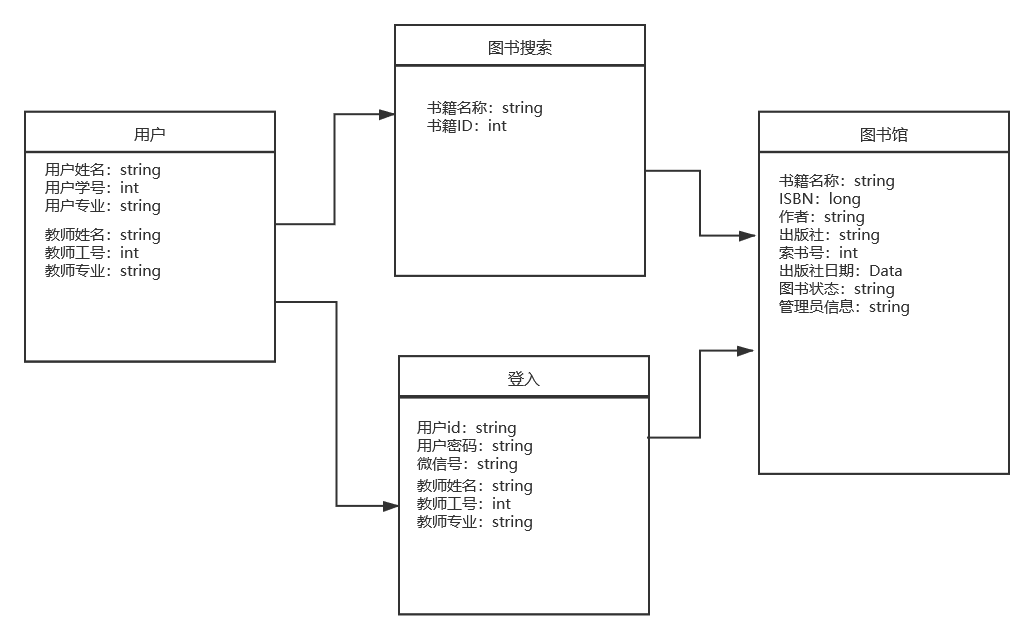 用户
用户姓名：string
用户学号：int
用户专业：string
教师姓名：string
教师工号：int
教师专业：string
图书搜索
书籍名称：string
书籍ID：int
登入
用户id：string
用户密码：string
微信号：string
教师姓名：string
教师工号：int
教师专业：string
图书馆
书籍名称：string
ISBN：long
作者：string
出版社：string
索书号：int
出版社日期：Data
图书状态：string
管理员信息：string